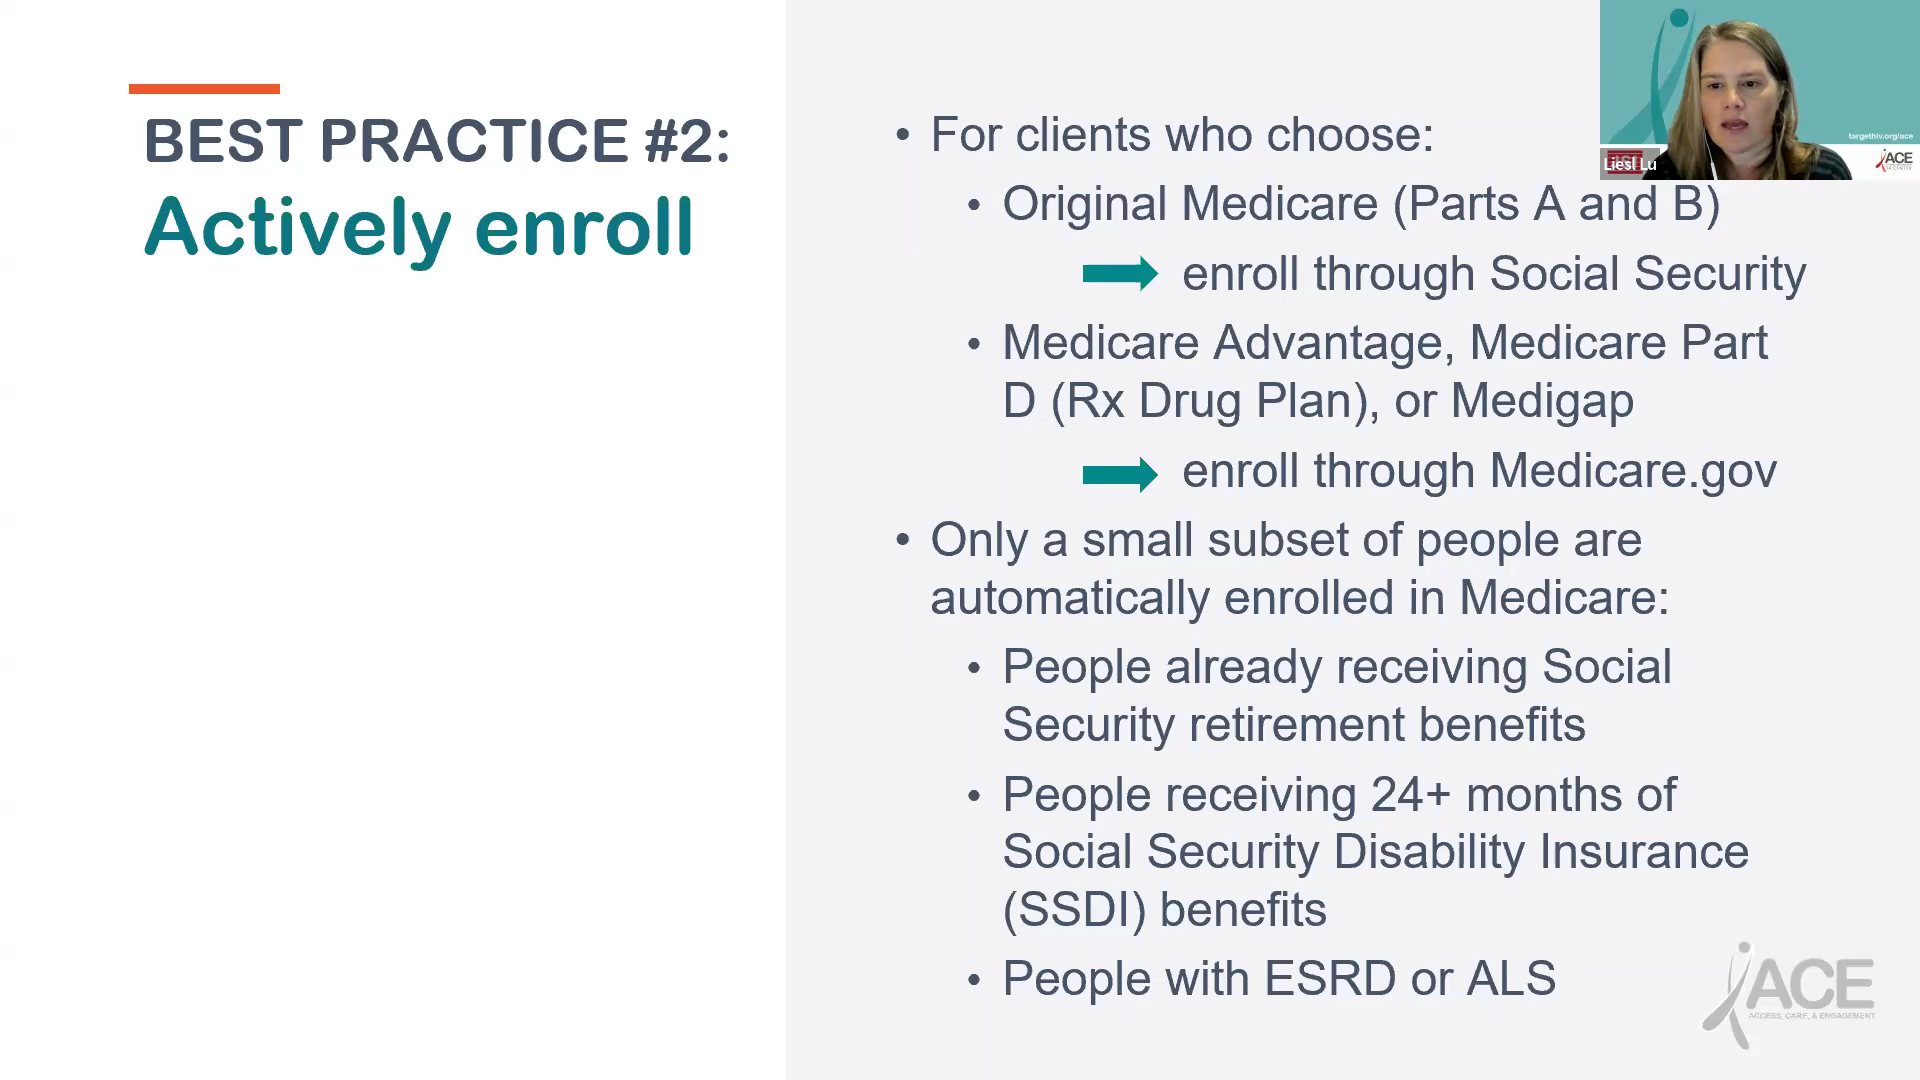 BEST PRACTICE #2:
Actively enroll
• For clients who choose:
• Original Medicare (Parts A and B)
enroll through Social Security
• Medicare Advantage, Medicare Part
D (Rx Drug Plan), or Medigap
enroll through Medicare.gov
• Only a small subset of people are
automatically enrolled in Medicare:
• People already receiving Social
Security retirement benefits
• People receiving 24+ months of
Social Security Disability Insurance
(SSDI) benefits
• People with ESRD or ALS
targethiv.org/ace
Liesl Lu
ACE
TA CENTER
ACE
ACCESS, CARE, & ENGAGEMENT